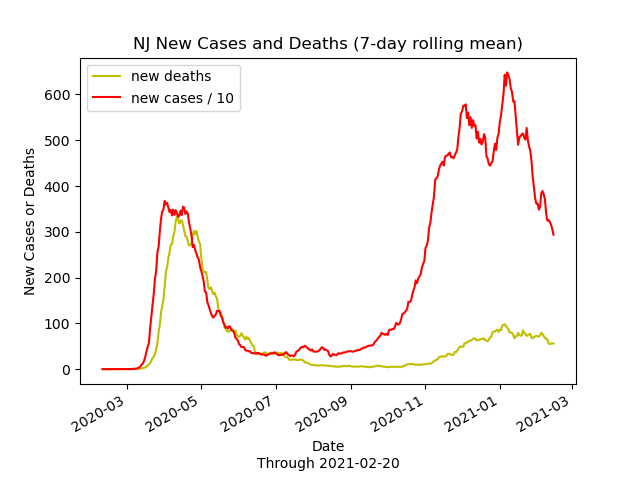 NJ New Cases and Deaths (7-day rolling mean)
new deaths
new cases / 10
600
500
400
300
200
100
0
New Cases or Deaths
2020-03
2020-05
2020-07
2020-09
2020-11
2021-01
2021-03
Date
Through 2021-02-20